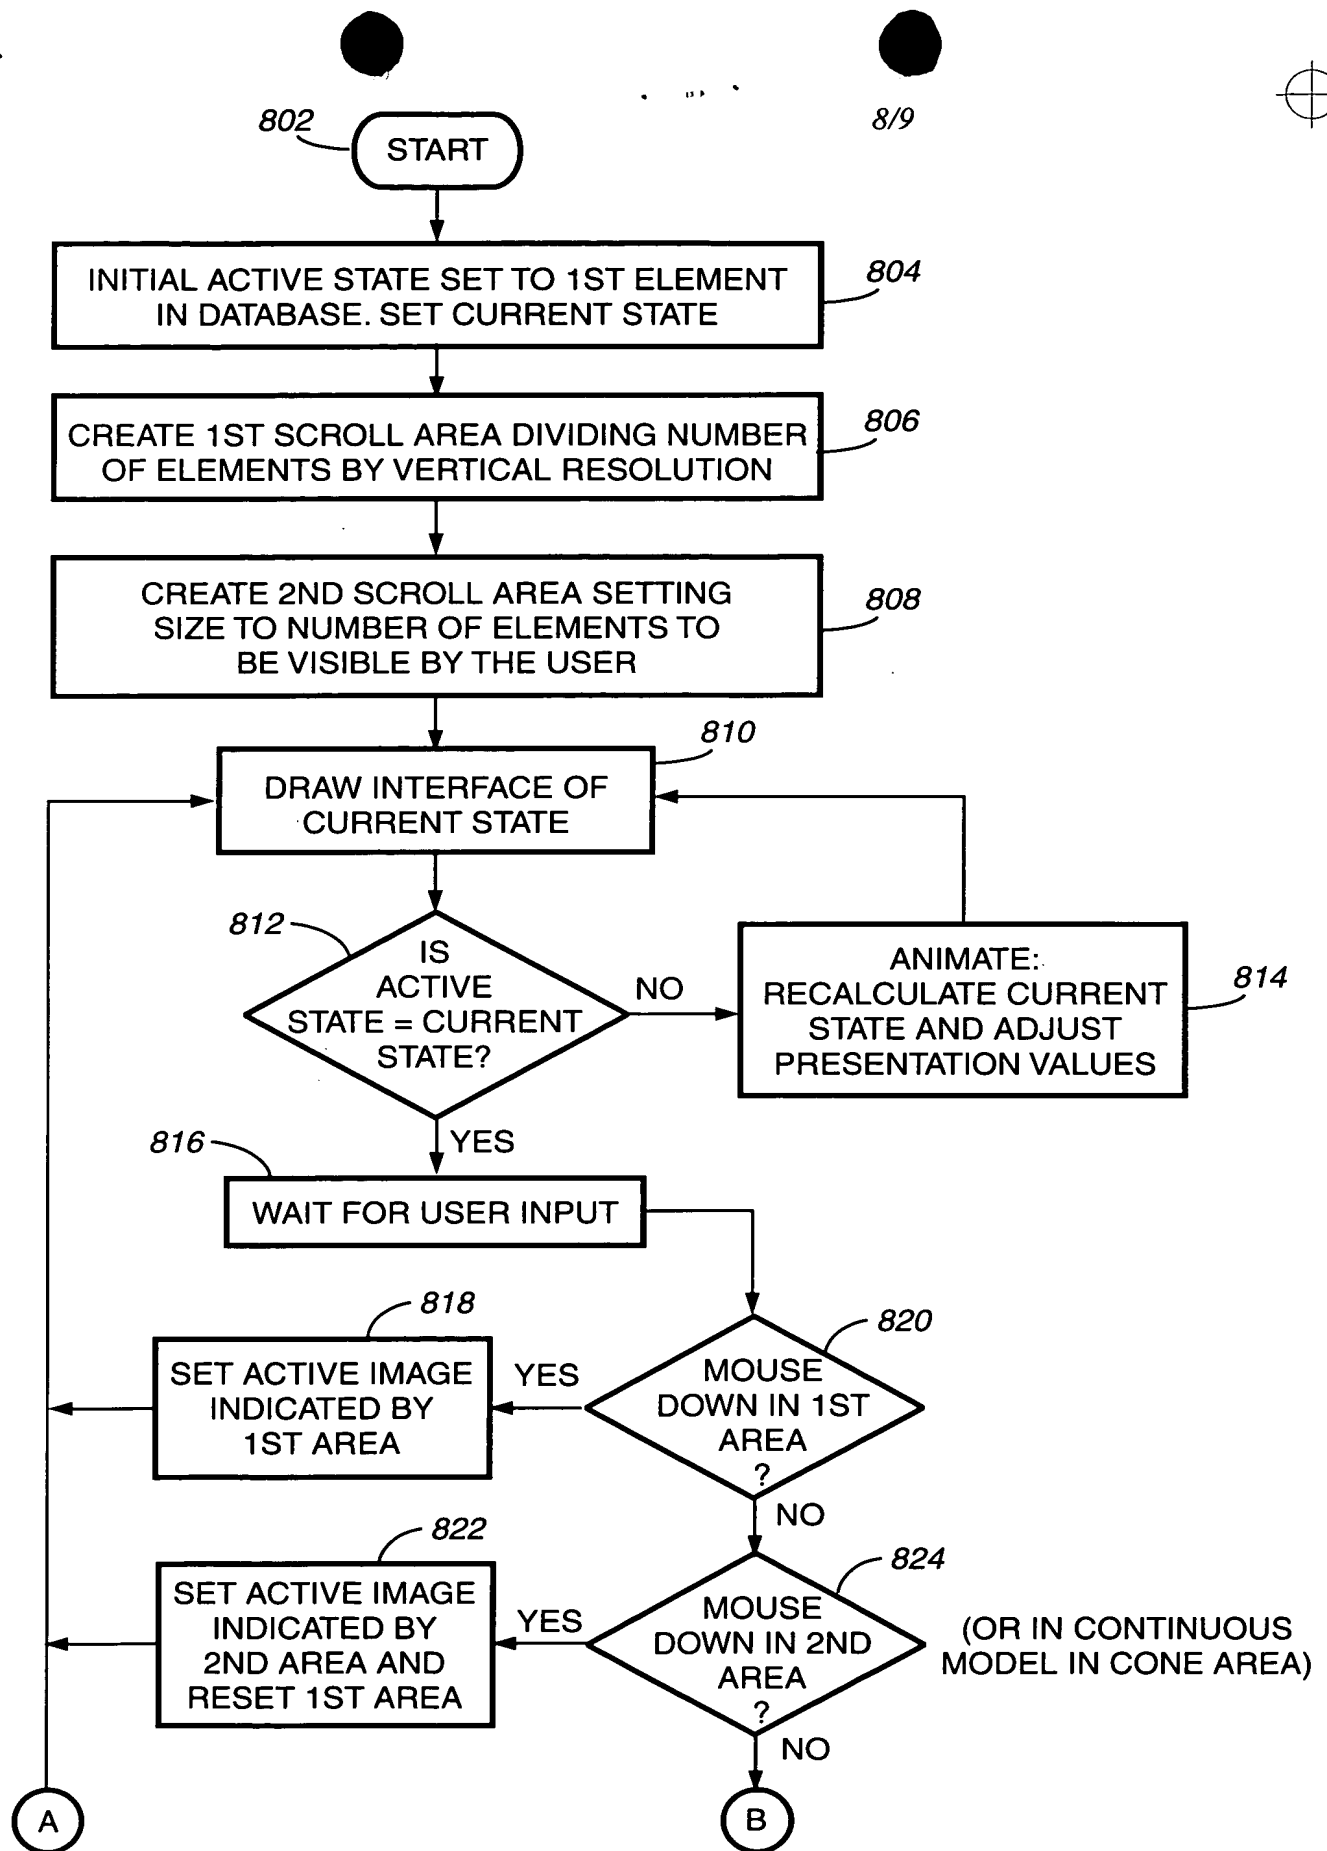 8/9
802
START
INITIAL ACTIVE STATE SET TO 1ST ELEMENT
IN DATABASE. SET CURRENT STATE
804
CREATE 1ST SCROLL AREA DIVIDING NUMBER
OF ELEMENTS BY VERTICAL RESOLUTION
806
CREATE 2ND SCROLL AREA SETTING
SIZE TO NUMBER OF ELEMENTS TO
BE VISIBLE BY THE USER
808
810
DRAW INTERFACE OF
CURRENT STATE
812
IS
ACTIVE
STATE = CURRENT
STATE?
NO
ANIMATE:
RECALCULATE CURRENT
STATE AND ADJUST
PRESENTATION VALUES
814
YES
816
WAIT FOR USER INPUT
818
SET ACTIVE IMAGE
INDICATED BY
1ST AREA
YES
820
MOUSE
DOWN IN 1ST
AREA
?
NO
822
SET ACTIVE IMAGE
INDICATED BY
2ND AREA AND
RESET 1ST AREA
YES
824
MOUSE
DOWN IN 2ND
AREA
?
(OR IN CONTINUOUS
MODEL IN CONE AREA)
NO
A
B